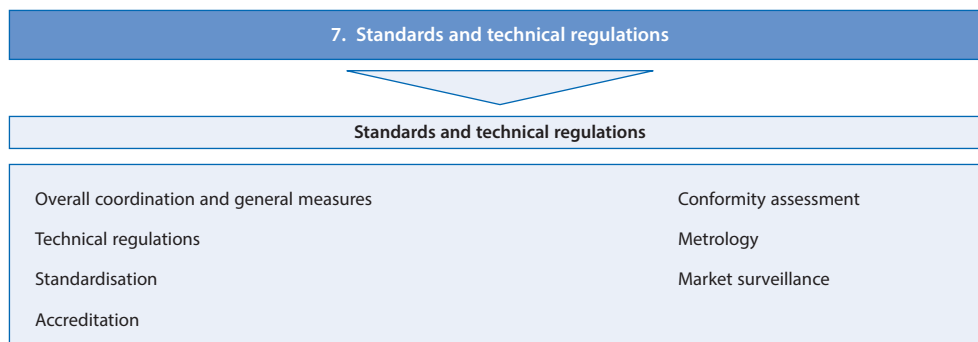 7. Standards and technical regulations
Standards and technical regulations
Overall coordination and general measures
Technical regulations
Standardisation
Accreditation
Conformity assessment
Metrology
Market surveillance